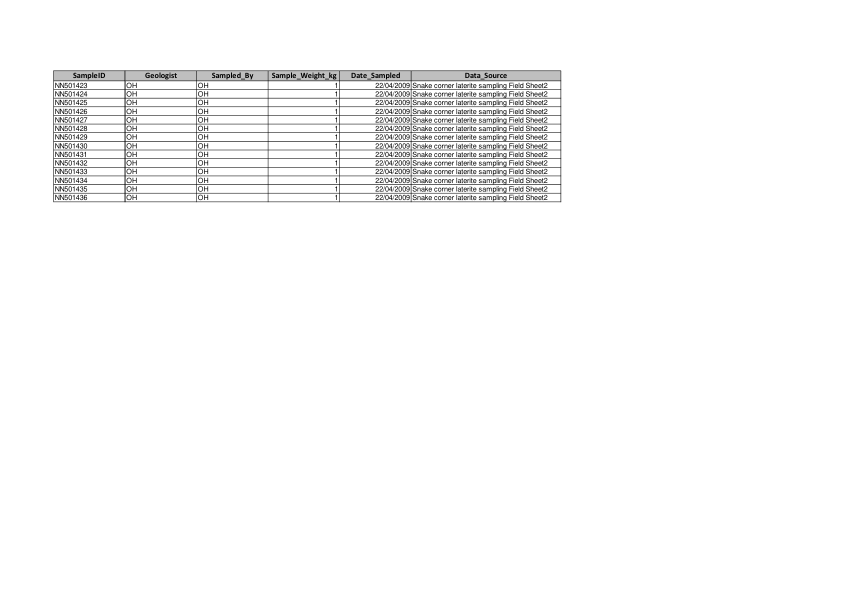 SampleID Geologist Sampled_By Sample_Weight_kg Date_Sampled Data_Source
NN501423 OH OH 1 22/04/2009 Snake corner laterite sampling Field Sheet2
NN501424 OH OH 1 22/04/2009 Snake corner laterite sampling Field Sheet2
NN501425 OH OH 1 22/04/2009 Snake corner laterite sampling Field Sheet2
NN501426 OH OH 1 22/04/2009 Snake corner laterite sampling Field Sheet2
NN501427 OH OH 1 22/04/2009 Snake corner laterite sampling Field Sheet2
NN501428 OH OH 1 22/04/2009 Snake corner laterite sampling Field Sheet2
NN501429 OH OH 1 22/04/2009 Snake corner laterite sampling Field Sheet2
NN501430 OH OH 1 22/04/2009 Snake corner laterite sampling Field Sheet2
NN501431 OH OH 1 22/04/2009 Snake corner laterite sampling Field Sheet2
NN501432 OH OH 1 22/04/2009 Snake corner laterite sampling Field Sheet2
NN501433 OH OH 1 22/04/2009 Snake corner laterite sampling Field Sheet2
NN501434 OH OH 1 22/04/2009 Snake corner laterite sampling Field Sheet2
NN501435 OH OH 1 22/04/2009 Snake corner laterite sampling Field Sheet2
NN501436 OH OH 1 22/04/2009 Snake corner laterite sampling Field Sheet2